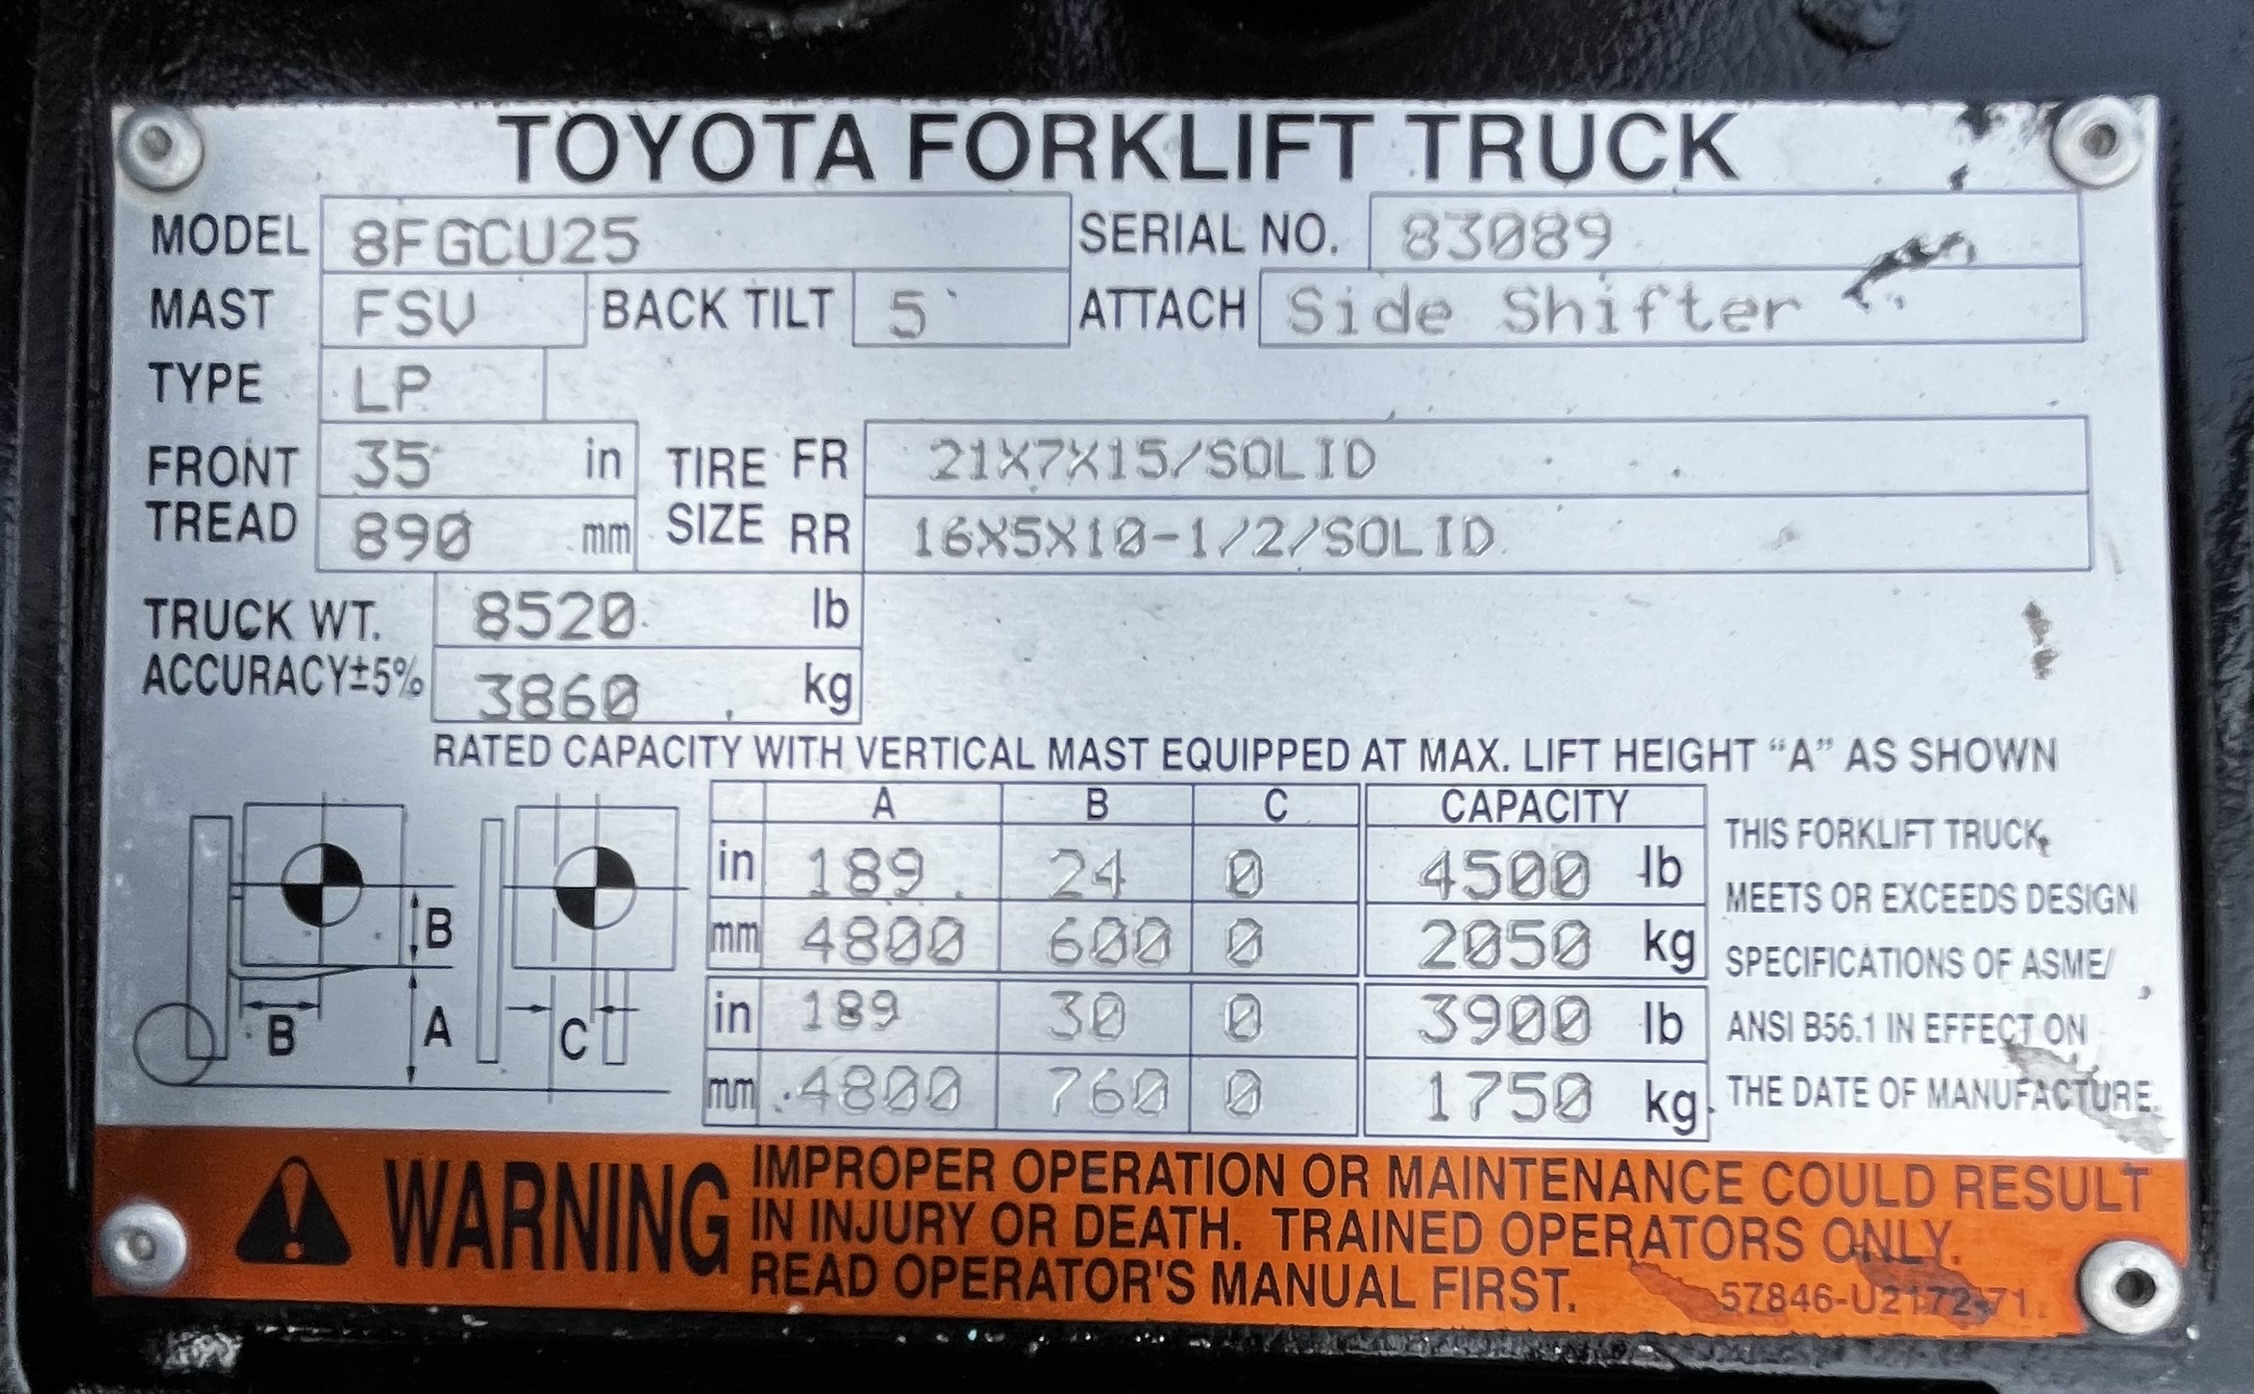 TOYOTA FORKLIFT TRUCK
MODEL 8FGCU25 SERIAL NO. 83089
MAST FSV BACK TILT 5° ATTACH Side Shifter
TYPE LP
FRONT TREAD 35 in TIRE SIZE FR 21X7X15/SOLID
890 mm RR 16X5X10-1/2/SOLID
TRUCK WT. 8520 lb
ACCURACY±5% 3860 kg
RATED CAPACITY WITH VERTICAL MAST EQUIPPED AT MAX. LIFT HEIGHT “A” AS SHOWN
A B C CAPACITY
in 189 24 0 4500 lb
mm 4800 600 0 2050 kg
in 189 30 0 3900 lb
mm 4800 760 0 1750 kg
B
B
A
C
THIS FORKLIFT TRUCK
MEETS OR EXCEEDS DESIGN
SPECIFICATIONS OF ASME/
ANSI B56.1 IN EFFECT ON
THE DATE OF MANUFACTURE.
WARNING
IMPROPER OPERATION OR MAINTENANCE COULD RESULT
IN INJURY OR DEATH. TRAINED OPERATORS ONLY.
READ OPERATOR'S MANUAL FIRST.
57846-U2172-71